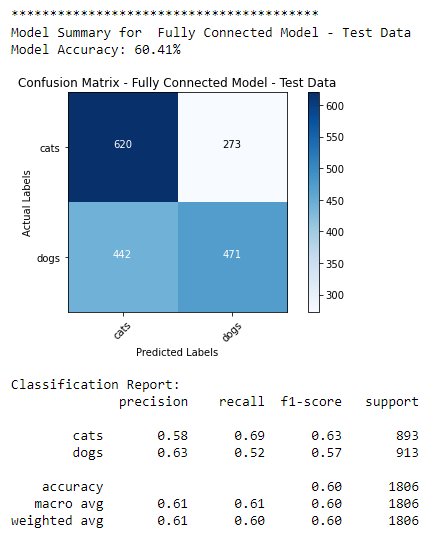 ****************************************
Model Summary for  Fully Connected Model - Test Data
Model Accuracy: 60.41%
Confusion Matrix - Fully Connected Model - Test Data
cats 620 273
dogs 442 471
Actual Labels
cats dogs
Predicted Labels
600
550
500
450
400
350
300
Classification Report:
              precision    recall  f1-score   support
        cats       0.58      0.69      0.63       893
        dogs       0.63      0.52      0.57       913
    accuracy                           0.60      1806
   macro avg       0.61      0.61      0.60      1806
weighted avg       0.61      0.60      0.60      1806